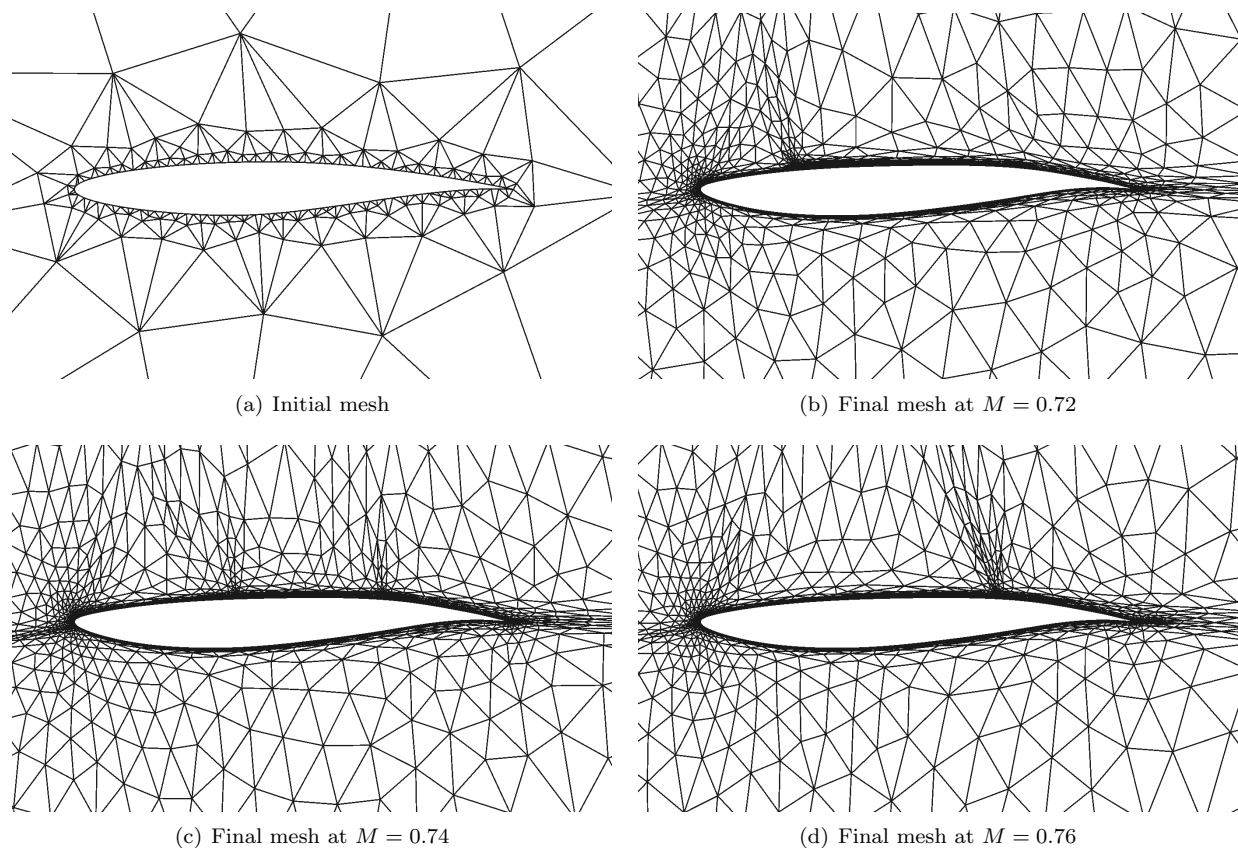 (a) Initial mesh
(b) Final mesh at M = 0.72
(c) Final mesh at M = 0.74
(d) Final mesh at M = 0.76